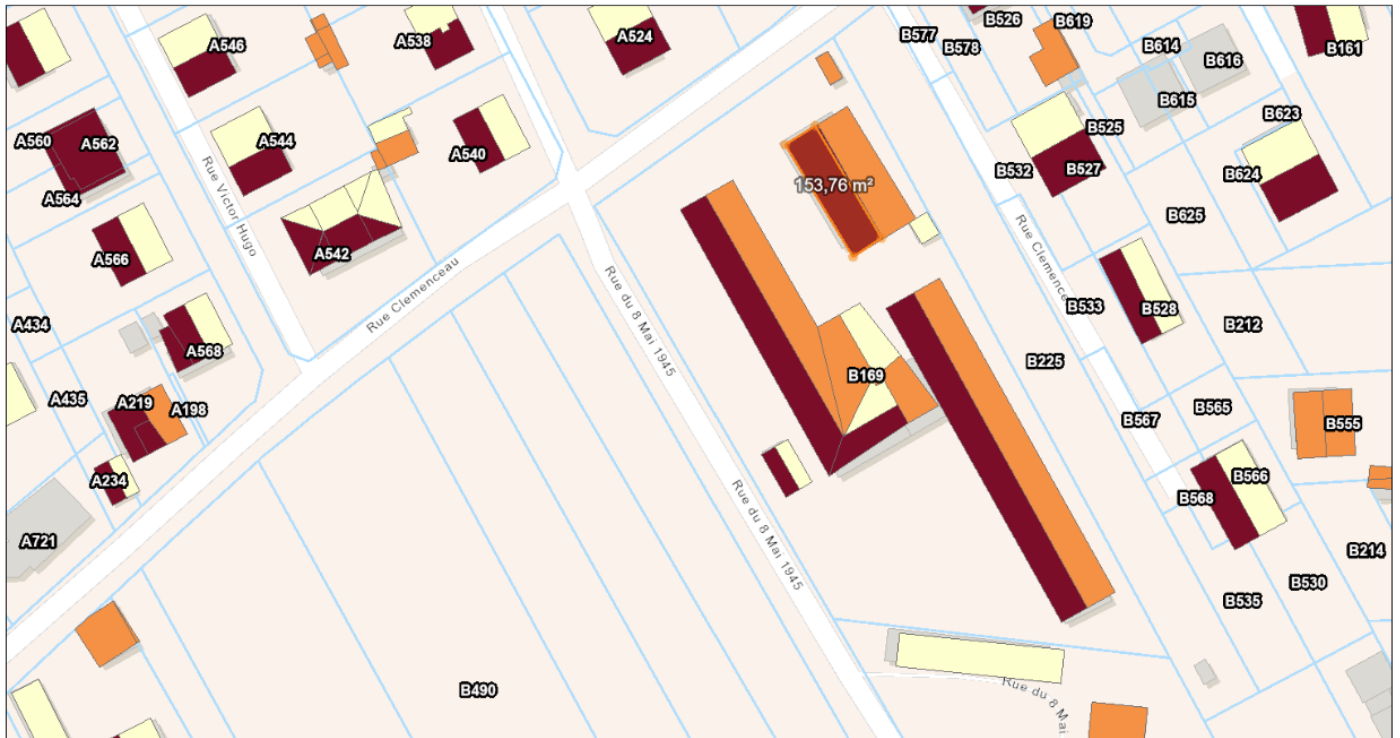 B526
B619
A546
A538
A524
B577
B578
B614
B616
B161
B615
B623
A560
A562
A544
A540
B525
B532
B527
B624
153,76 m²
A564
Rue Victor Hugo
B625
A566
A542
Rue Clemenceau
Rue du 8 Mai 1945
Rue Clemence
B533
B528
B212
A434
A568
B225
B169
A435
A219
A198
B567
B565
B555
A234
Rue du 8 Mai 1945
B568
B566
A721
B214
B530
B535
B490
Rue du 8 Mai